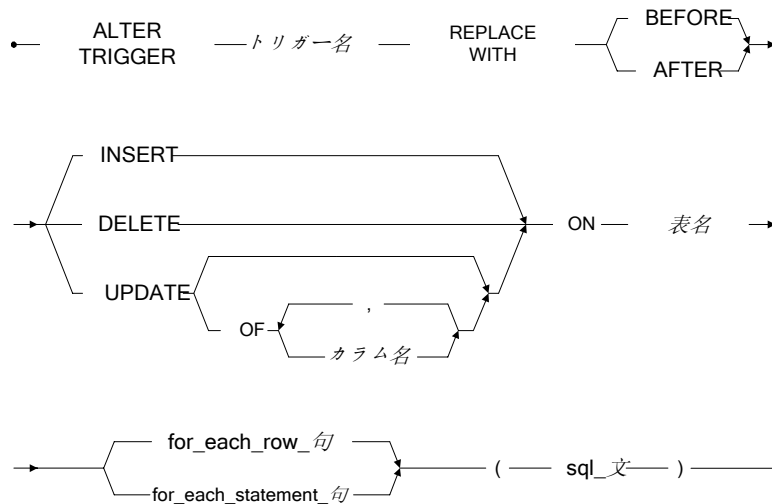 ALTER
TRIGGER
トリガー名
REPLACE
WITH
BEFORE
AFTER
INSERT
DELETE
UPDATE
OF
,
カラム名
ON
表名
for_each_row_句
for_each_statement_句
(
sql_文
)